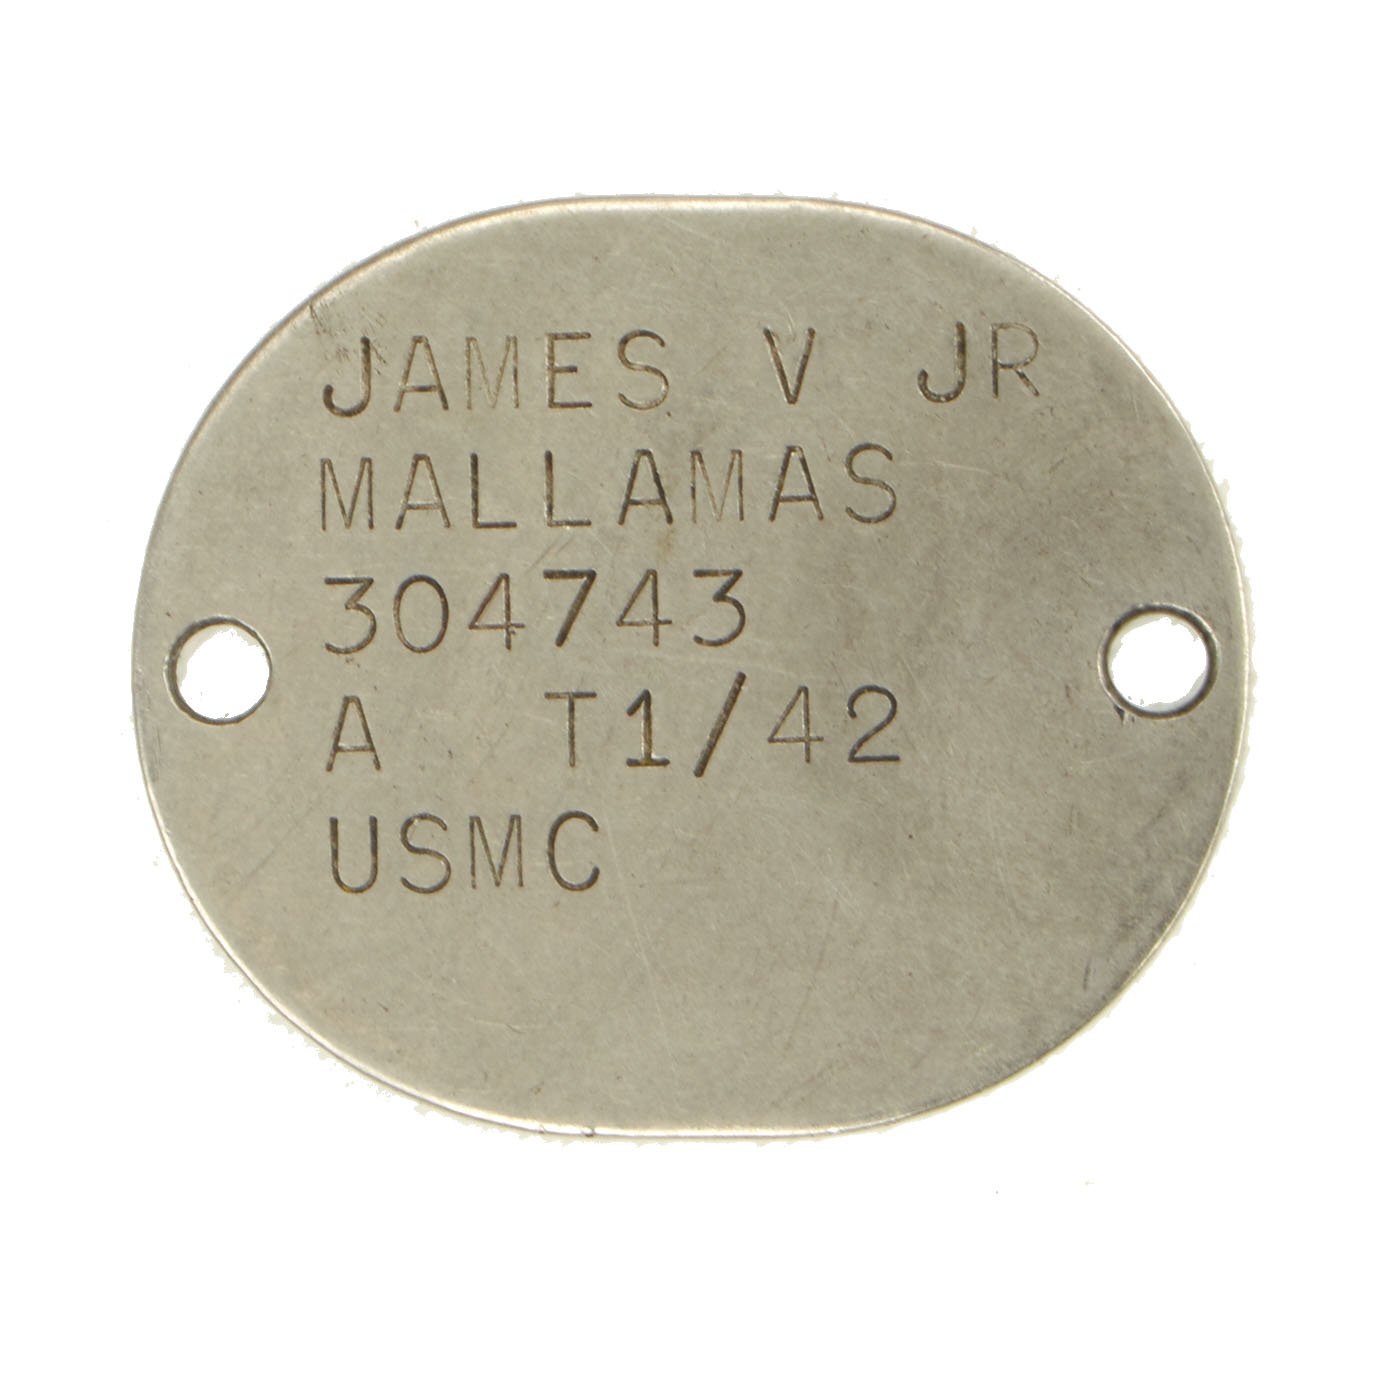 JAMES V JR
MALLAMAS
304743
A T1/42
USMC